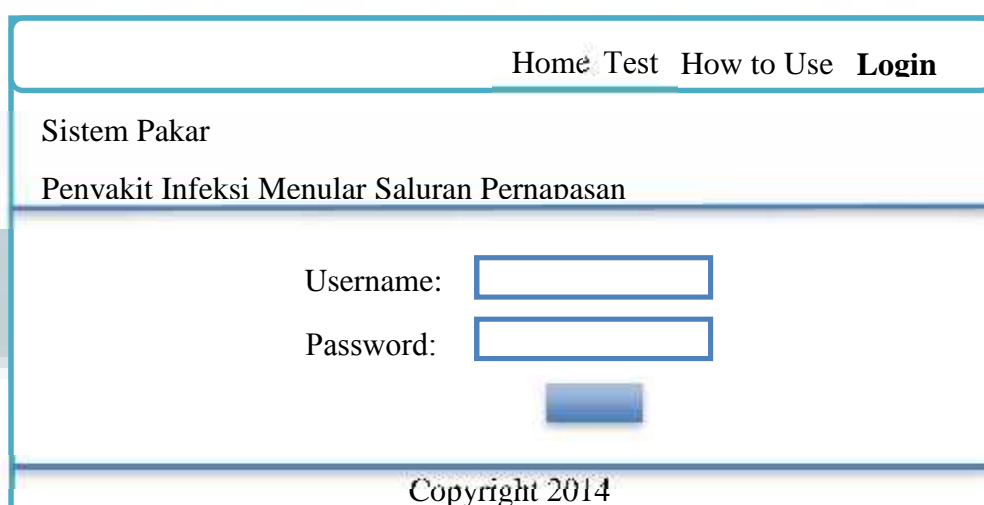 Home Test How to Use Login
Sistem Pakar
Penyakit Infeksi Menular Saluran Pernapasan
Username:
Password:
Copyright 2014